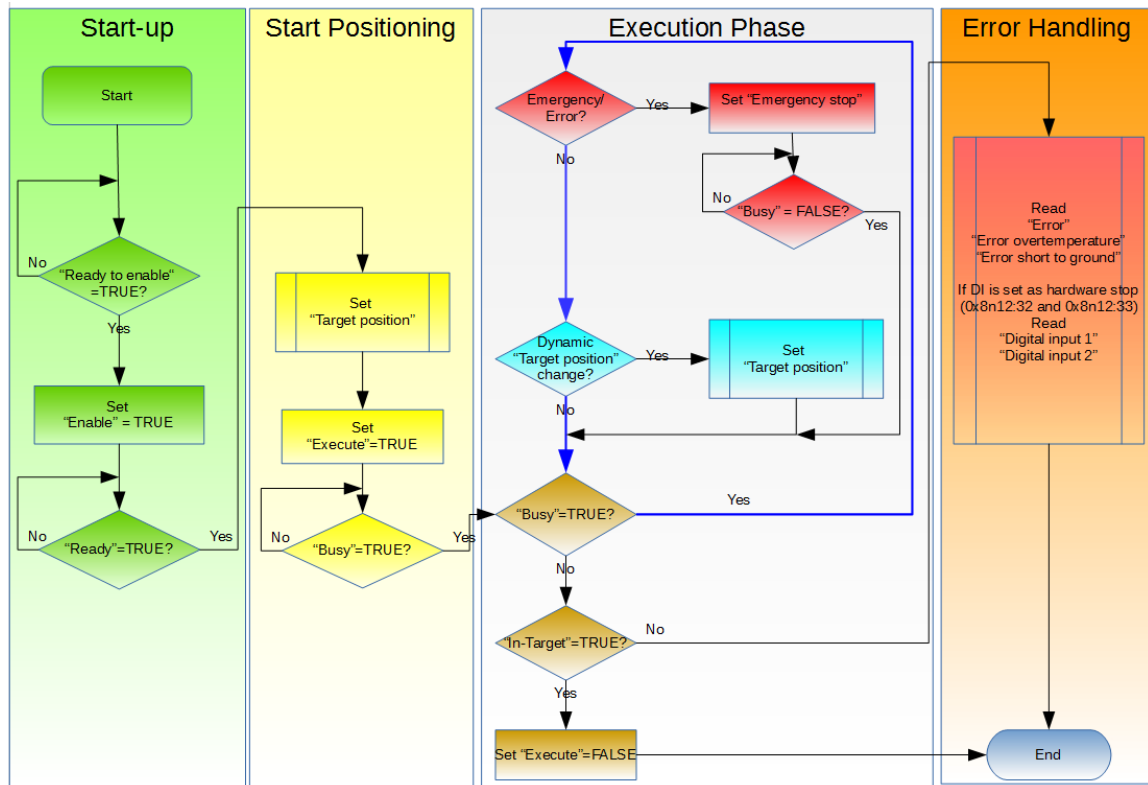 Start-up
Start
No
“Ready to enable“
=TRUE?
Yes
Set
“Enable” = TRUE
No
“Ready”=TRUE?
Yes
Start Positioning
Set
“Target position”
Set
“Execute”=TRUE
No
“Busy”=TRUE?
Yes
Execution Phase
Emergency/
Error?
Yes
Set “Emergency stop”
No
No
“Busy” = FALSE?
Yes
Dynamic
“Target position”
change?
Yes
Set
“Target position”
No
“Busy”=TRUE?
Yes
No
“In-Target”=TRUE?
No
Yes
Set “Execute”=FALSE
Error Handling
Read
“Error”
“Error overtemperature”
“Error short to ground”
If DI is set as hardware stop
(0x8n12:32 and 0x8n12:33)
Read
“Digital input 1”
“Digital input 2”
End